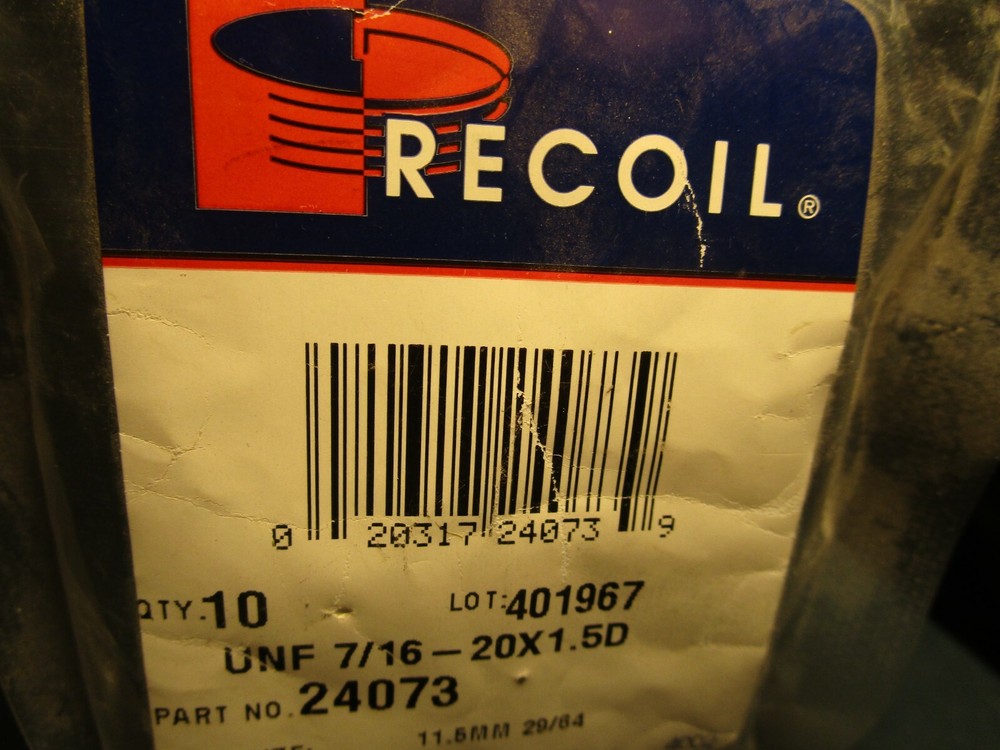 RECOIL®
0 20317 24073 9
QTY. 10 LOT: 401967
UNF 7/16-20X1.5D
PART NO. 24073
11.5MM 29/64